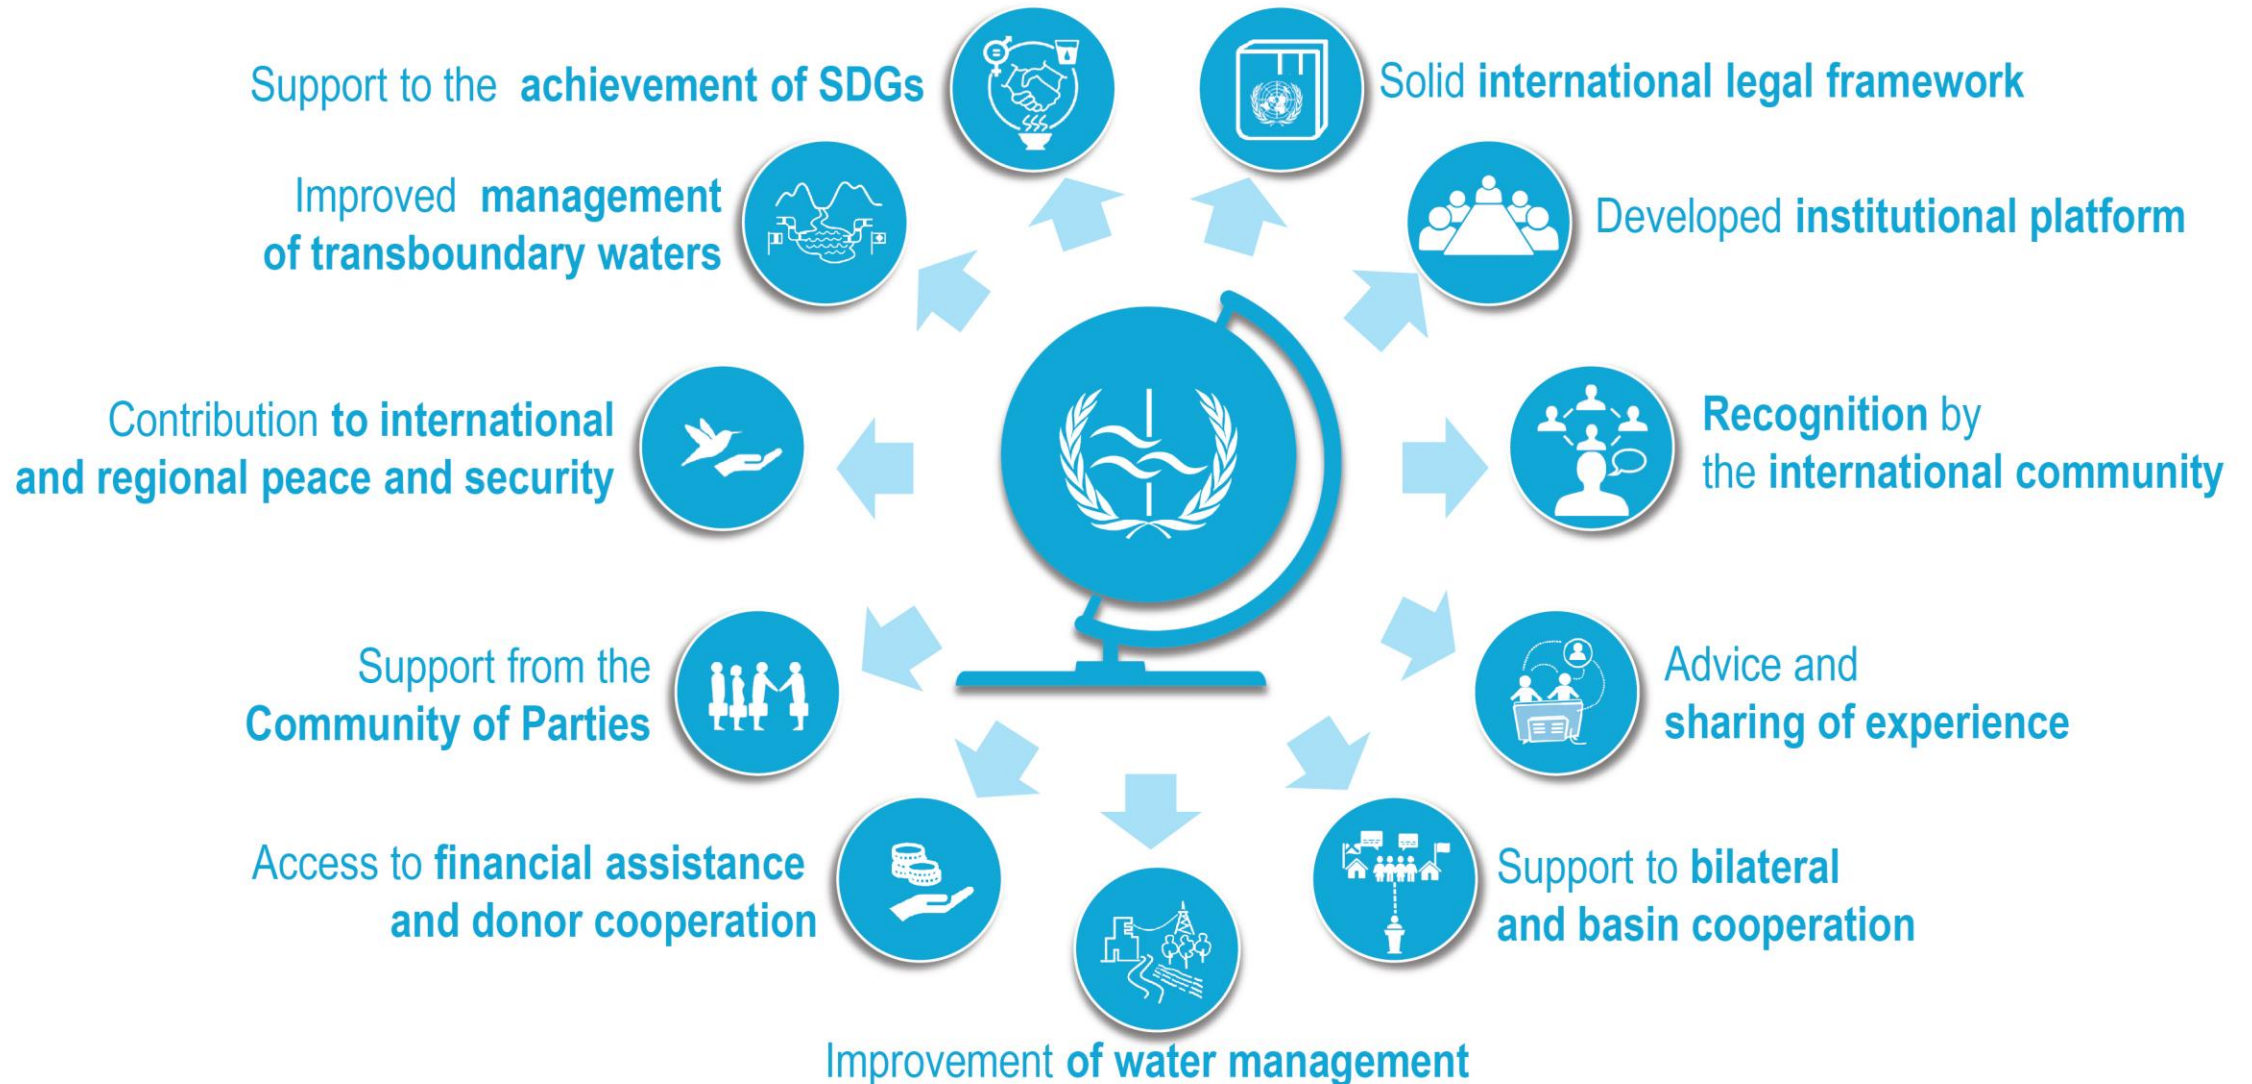 Support to the achievement of SDGs
Solid international legal framework
Improved management
of transboundary waters
Developed institutional platform
Contribution to international
and regional peace and security
Recognition by
the international community
Support from the
Community of Parties
Advice and
sharing of experience
Access to financial assistance
and donor cooperation
Support to bilateral
and basin cooperation
Improvement of water management